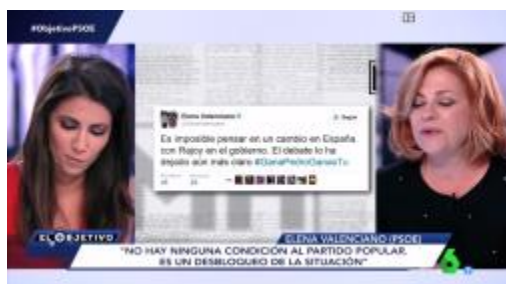 #ObjetivoPSOE
Elena Valenciano
Seguir
Es imposible pensar en un cambio en España
con Rajoy en el gobierno. El debate lo ha
dejado aún más claro #GanaPedroGanasTu
EL OBJETIVO
ELENA VALENCIANO (PSOE)
"NO HAY NINGUNA CONDICIÓN AL PARTIDO POPULAR,
ES UN DESBLOQUEO DE LA SITUACIÓN"